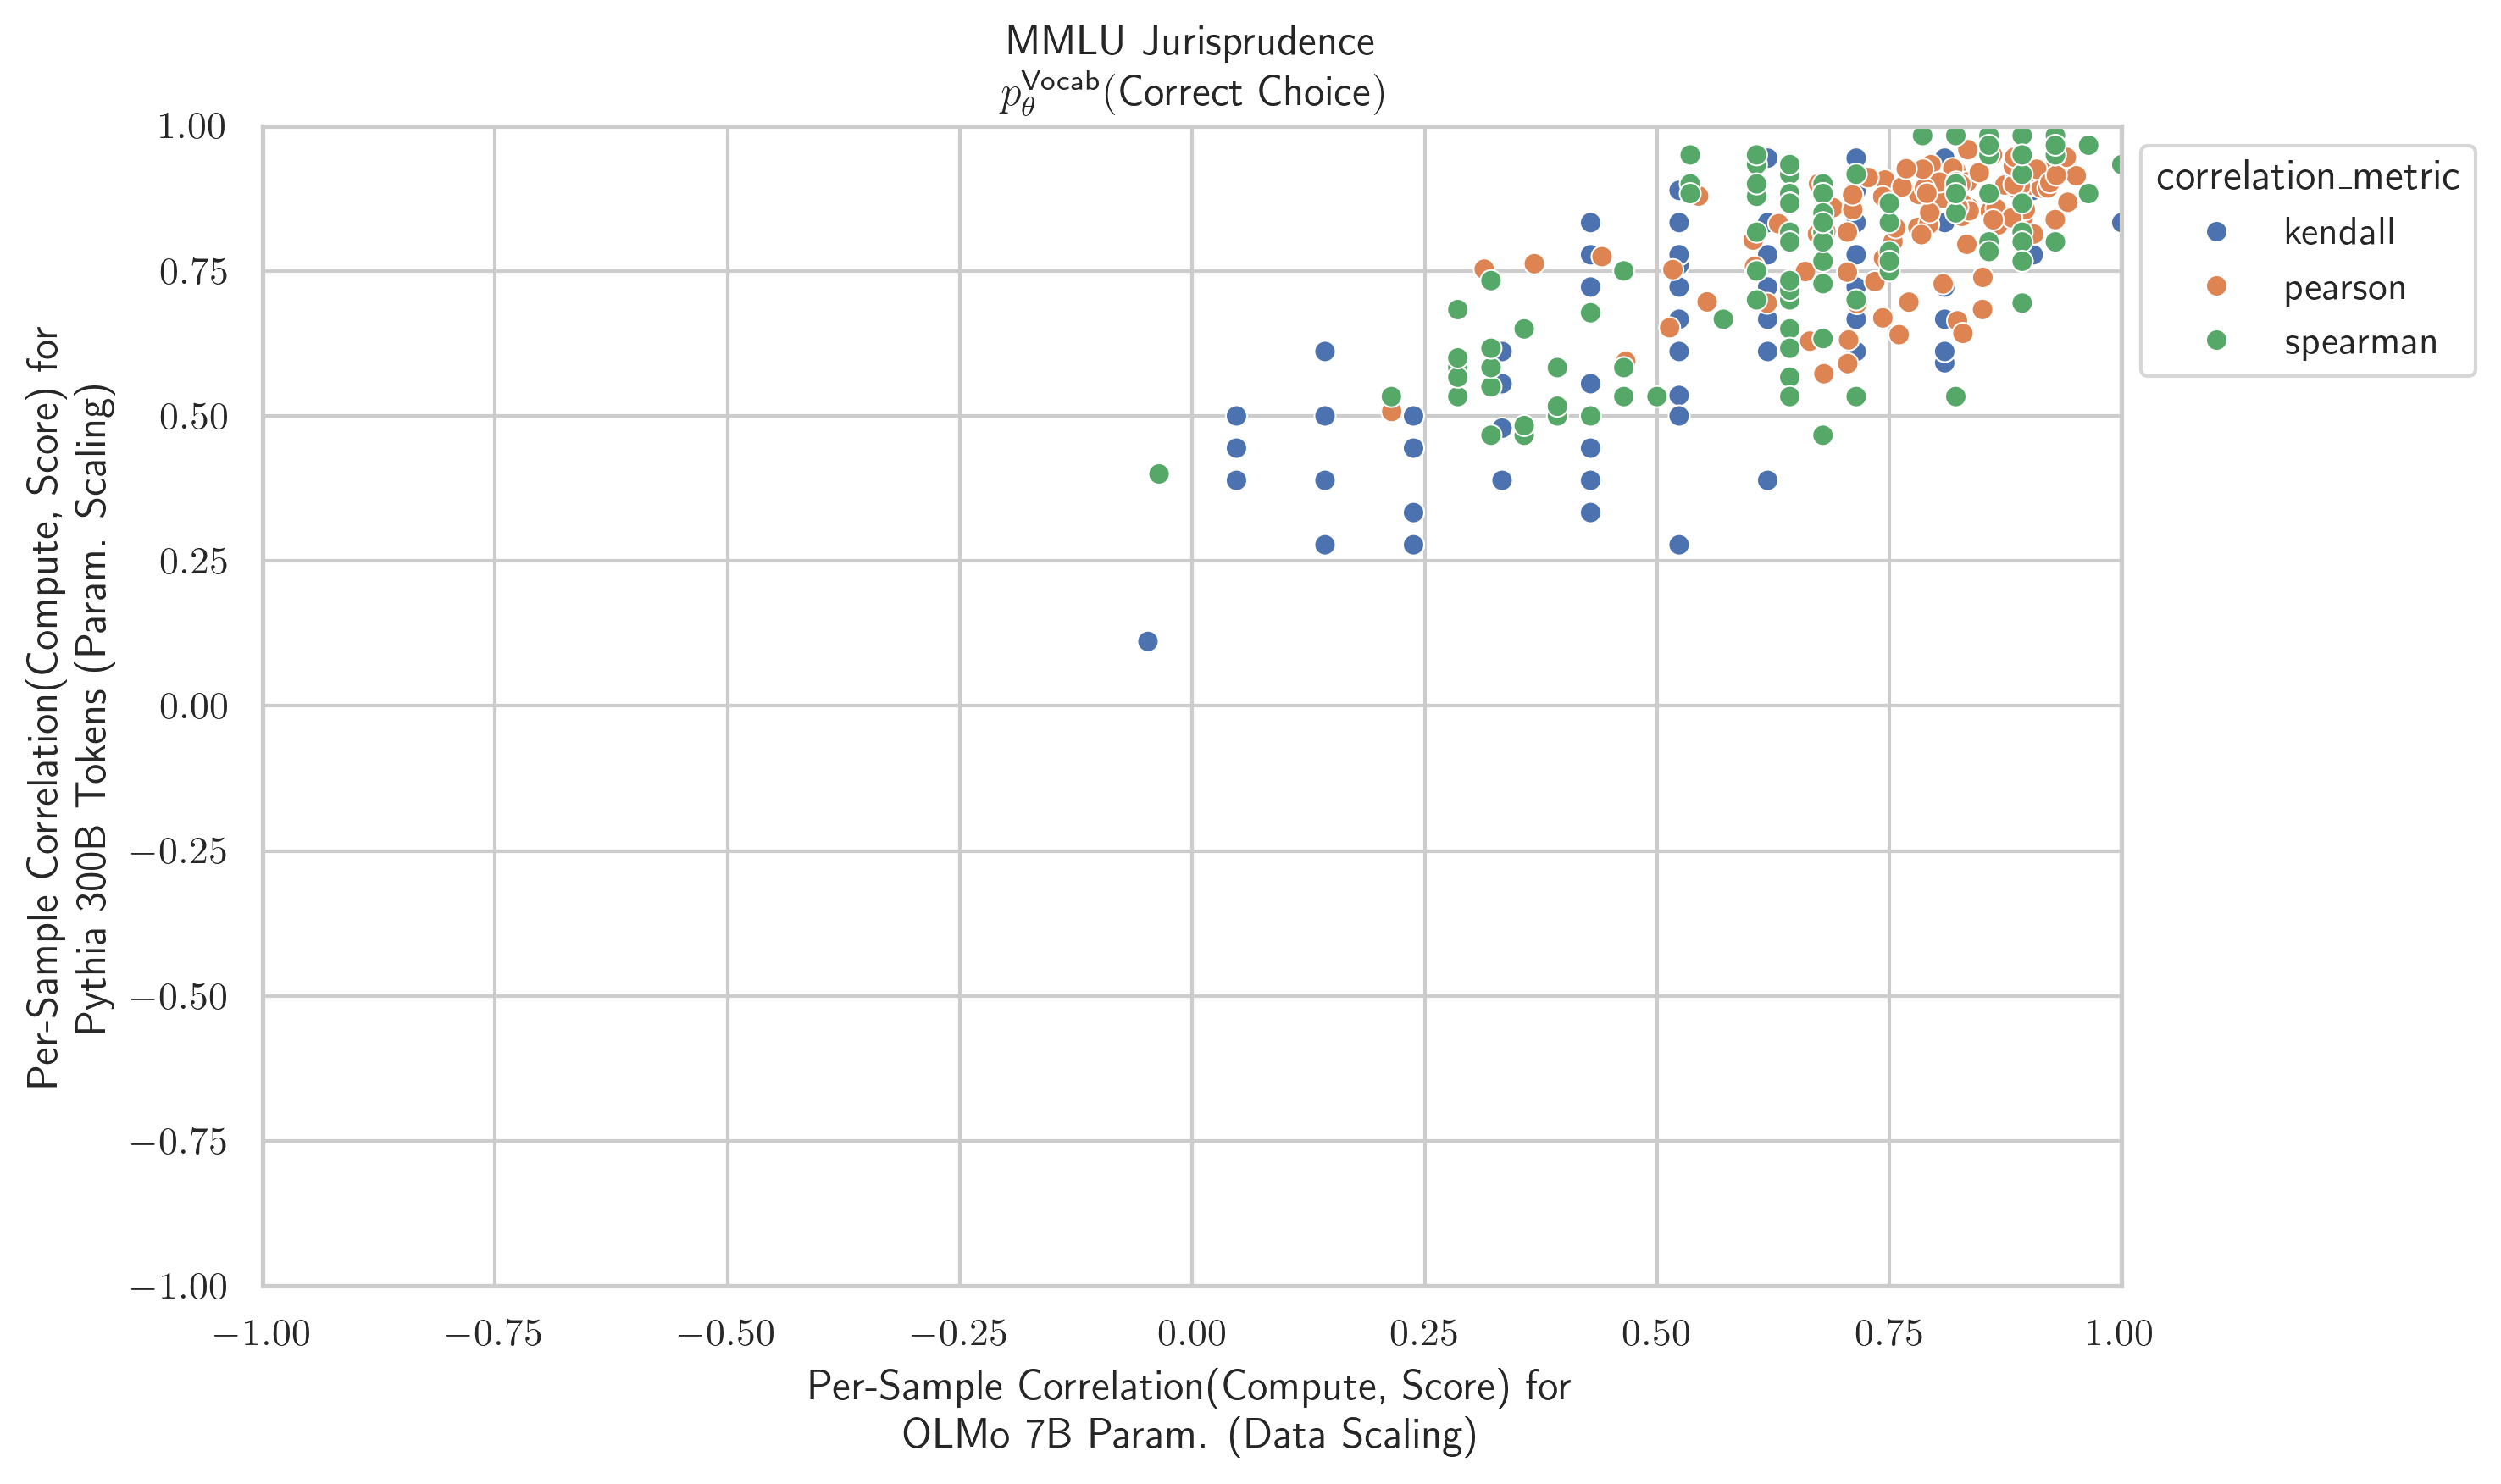 MMLU Jurisprudence
p_θ^Vocab(Correct Choice)
Per-Sample Correlation(Compute, Score) for
Pythia 300B Tokens (Param. Scaling)
1.00
0.75
0.50
0.25
0.00
−0.25
−0.50
−0.75
−1.00
−1.00 −0.75 −0.50 −0.25 0.00 0.25 0.50 0.75 1.00
Per-Sample Correlation(Compute, Score) for
OLMo 7B Param. (Data Scaling)
correlation_metric
kendall
pearson
spearman